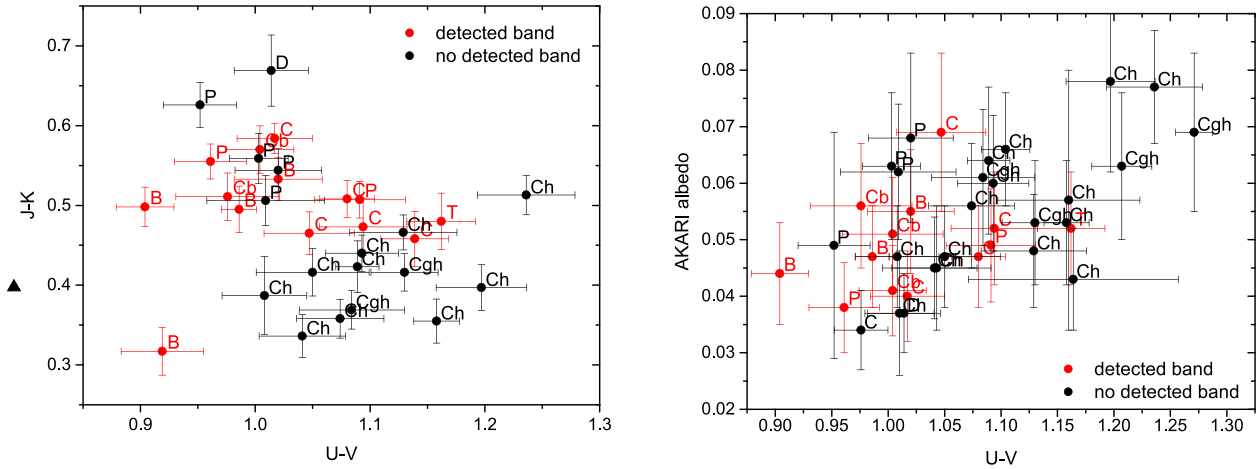 0.7
0.6
0.5
0.4
0.3
J-K
0.9 1.0 1.1 1.2 1.3
U-V
detected band
no detected band
D
P
C
Cb
P
P
P
B
B
Cb
B
P
C P
Ch
T
C
C
Ch
C
Ch
Ch
Ch
Cgh
Ch
Ch
Cgh
Ch
Ch
Ch
B
0.09
0.08
0.07
0.06
0.05
0.04
0.03
0.02
AKARI albedo
0.90 0.95 1.00 1.05 1.10 1.15 1.20 1.25 1.30
U-V
detected band
no detected band
Ch
Ch
Cgh
C
P
Ch
P
P
Cgh
Cgh
Cb
B
Ch
Ch
Cgh
Ch
C
Cb
P
P
B
Ch
Ch
C
Ch
B
Ch
Ch
Cb
C
P
Ch
C